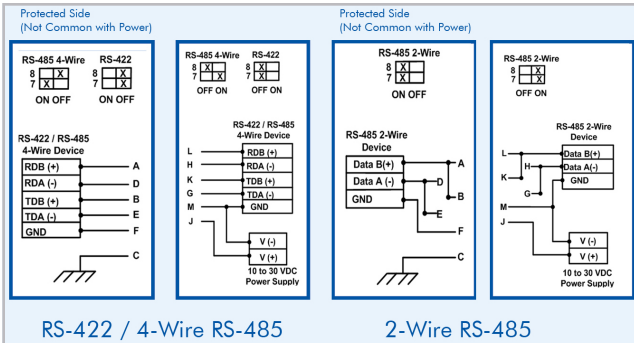 Protected Side
(Not Common with Power)
RS-485 4-Wire RS-422
8 X 8 X
7 X 7 X
ON OFF ON OFF
RS-422 / RS-485
4-Wire Device
RDB (+) A
RDA (-) D
TDB (+) B
TDA (-) E
GND F
C
RS-485 4-Wire RS-422
8 X 8 X
7 X 7 X
OFF ON OFF ON
RS-422 / RS-485
4-Wire Device
L RDB (+)
H RDA (-)
K TDB (+)
G TDA (-)
M GND
J
V (-)
V (+)
10 to 30 VDC
Power Supply
RS-422 / 4-Wire RS-485
Protected Side
(Not Common with Power)
RS-485 2-Wire
8 X
7 X
ON OFF
RS-485 2-Wire
Device
Data B(+) A
Data A (-) D
B
E
GND F
C
RS-485 2-Wire
8 X
7 X
OFF ON
RS-485 2-Wire
Device
L Data B(+)
H Data A(-)
K GND
G
M
J
V (-)
V (+)
10 to 30 VDC
Power Supply
2-Wire RS-485